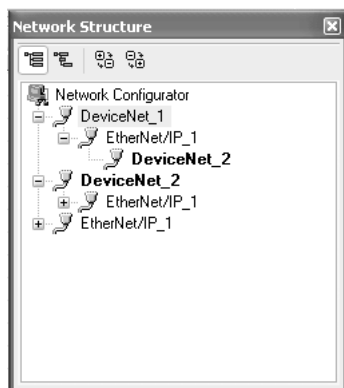 Network Structure
Network Configurator
DeviceNet_1
EtherNet/IP_1
DeviceNet_2
DeviceNet_2
EtherNet/IP_1
EtherNet/IP_1